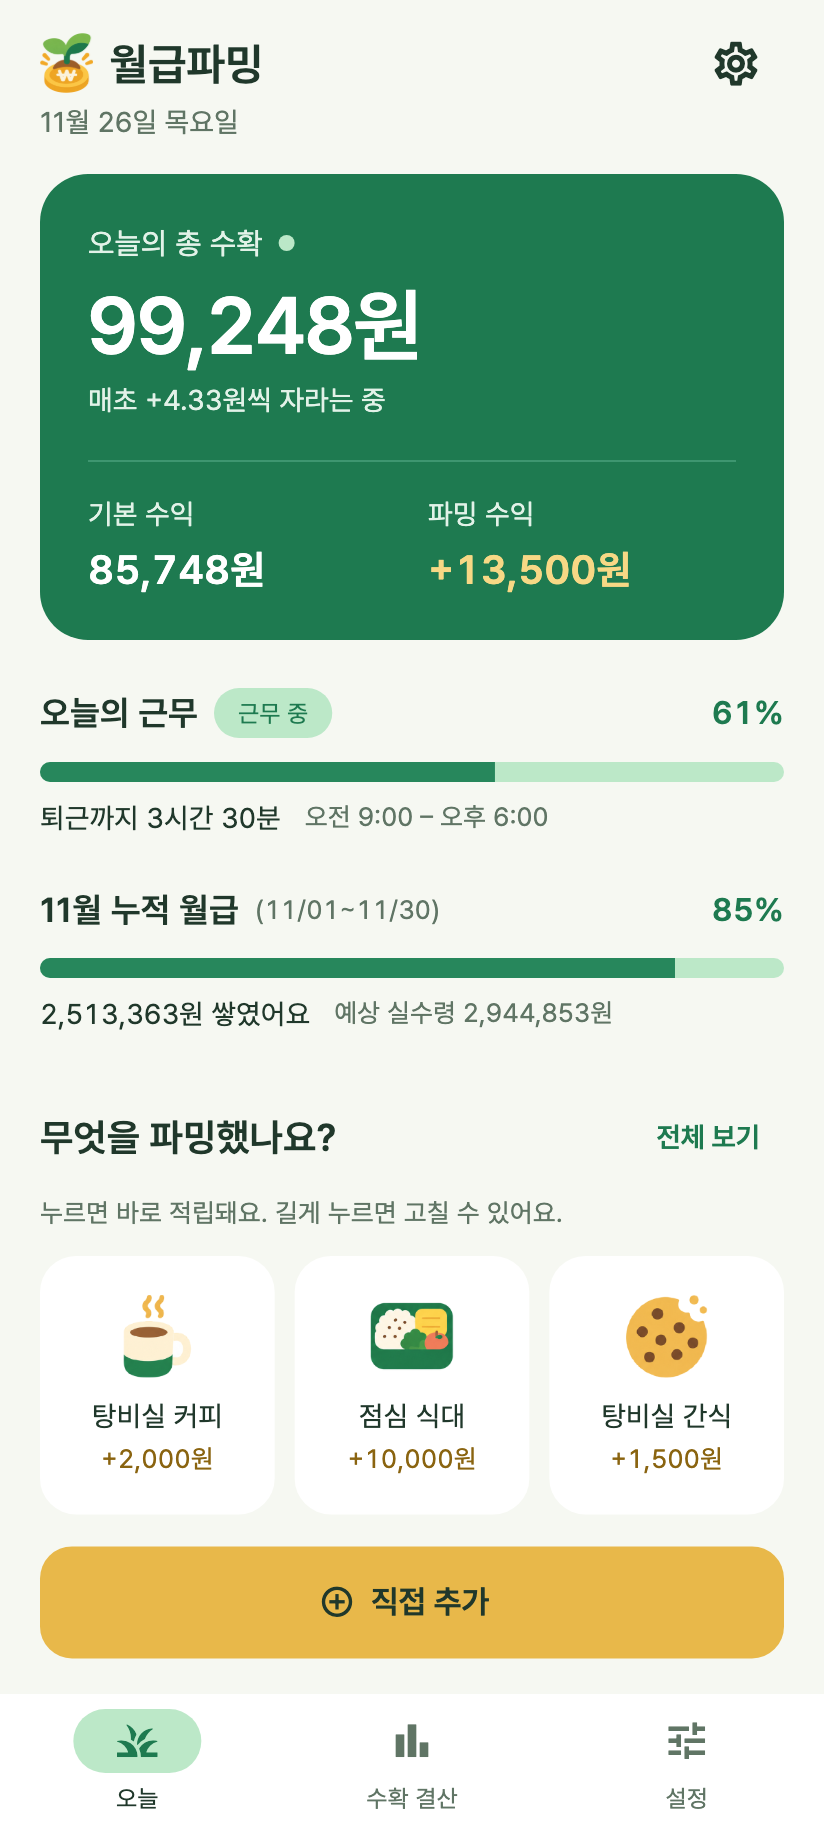 월급파밍
11월 26일 목요일
오늘의 총 수확
99,248원
매초 +4.33원씩 자라는 중
기본 수익 파밍 수익
85,748원 +13,500원
오늘의 근무 근무 중 61%
퇴근까지 3시간 30분 오전 9:00 – 오후 6:00
11월 누적 월급 (11/01~11/30) 85%
2,513,363원 쌓였어요 예상 실수령 2,944,853원
무엇을 파밍했나요? 전체 보기
누르면 바로 적립돼요. 길게 누르면 고칠 수 있어요.
탕비실 커피 점심 식대 탕비실 간식
+2,000원 +10,000원 +1,500원
직접 추가
오늘 수확 결산 설정